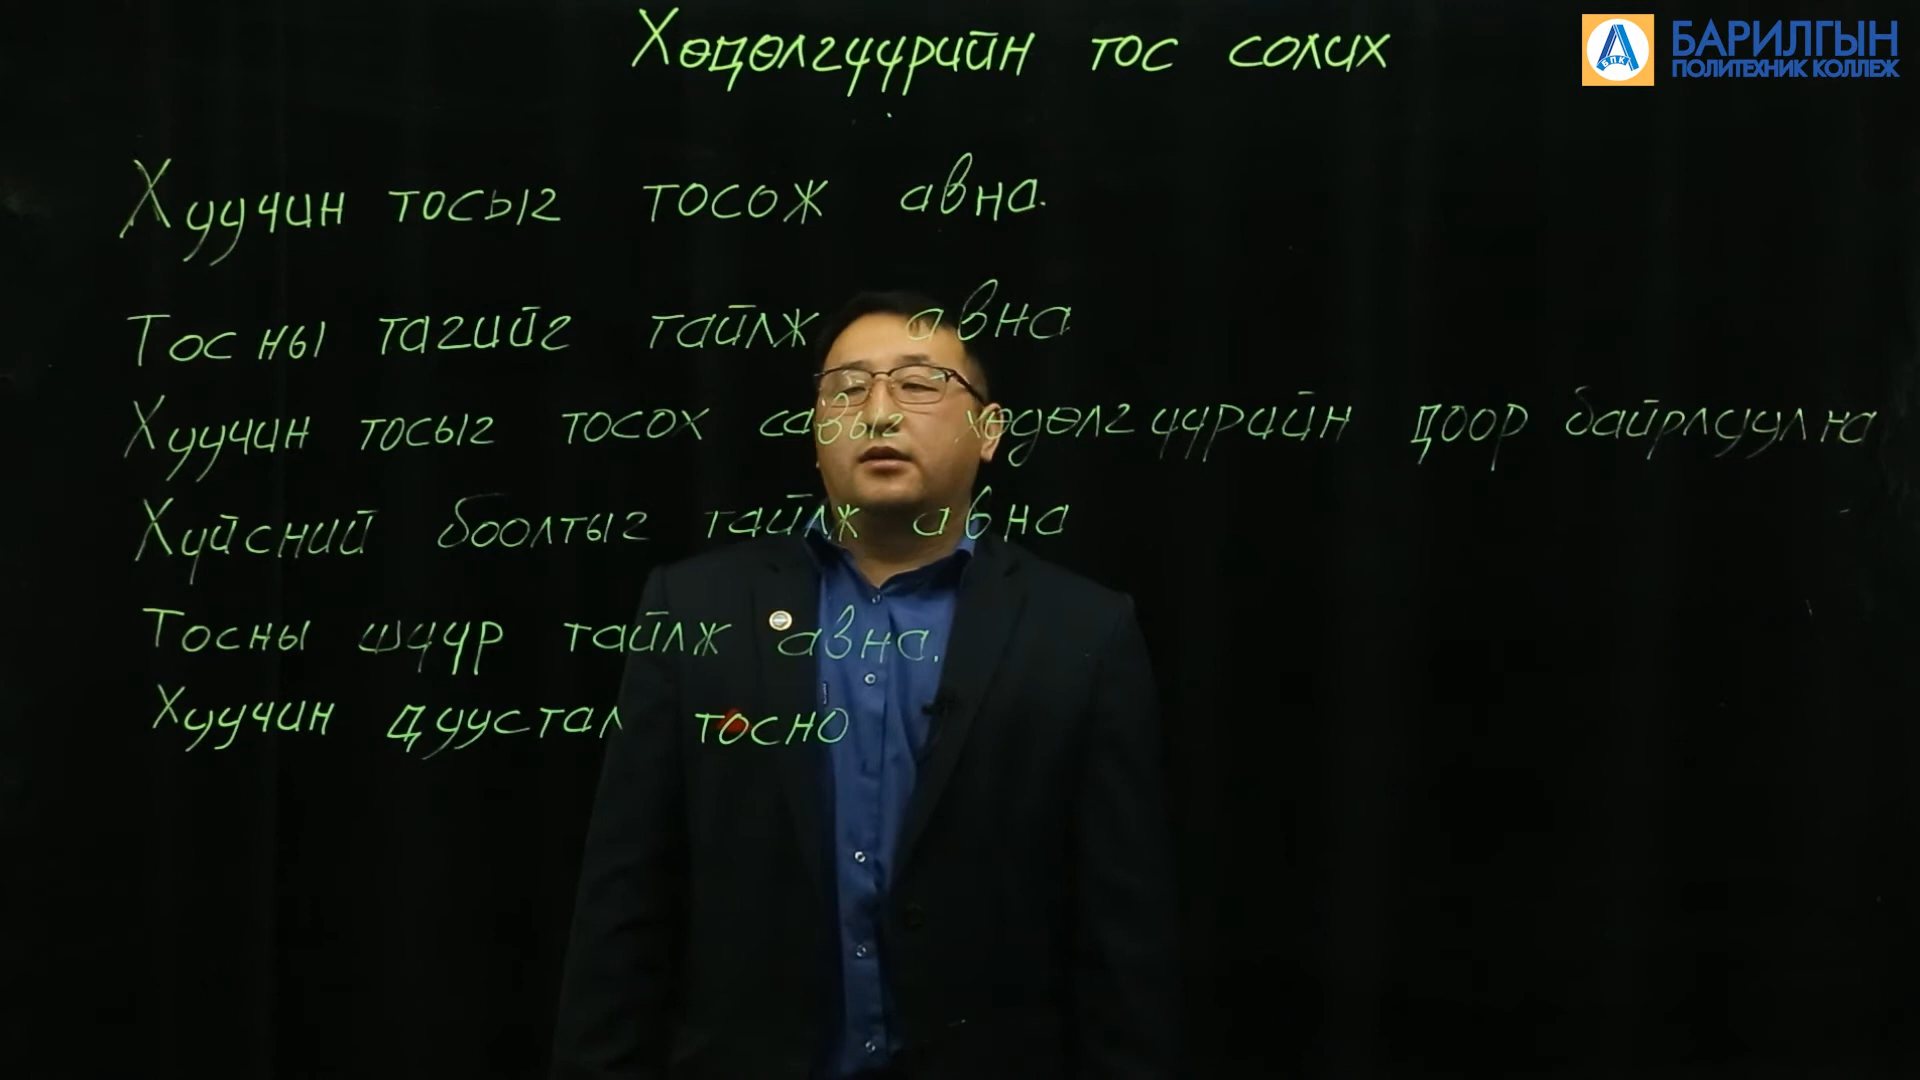 Хөдөлгүүрийн тос солих
БАРИЛГЫН
ПОЛИТЕХНИК КОЛЛЕЖ
БПК
Хуучин тосыг тосож авна.
Тосны тагийг тайлж авна
Хуучин тосыг тосох савыг хөдөлгүүрийн доор байрлуулна
Хүйсний боолтыг тайлж авна
Тосны шүүр тайлж авна.
Хуучин дуустал тосно